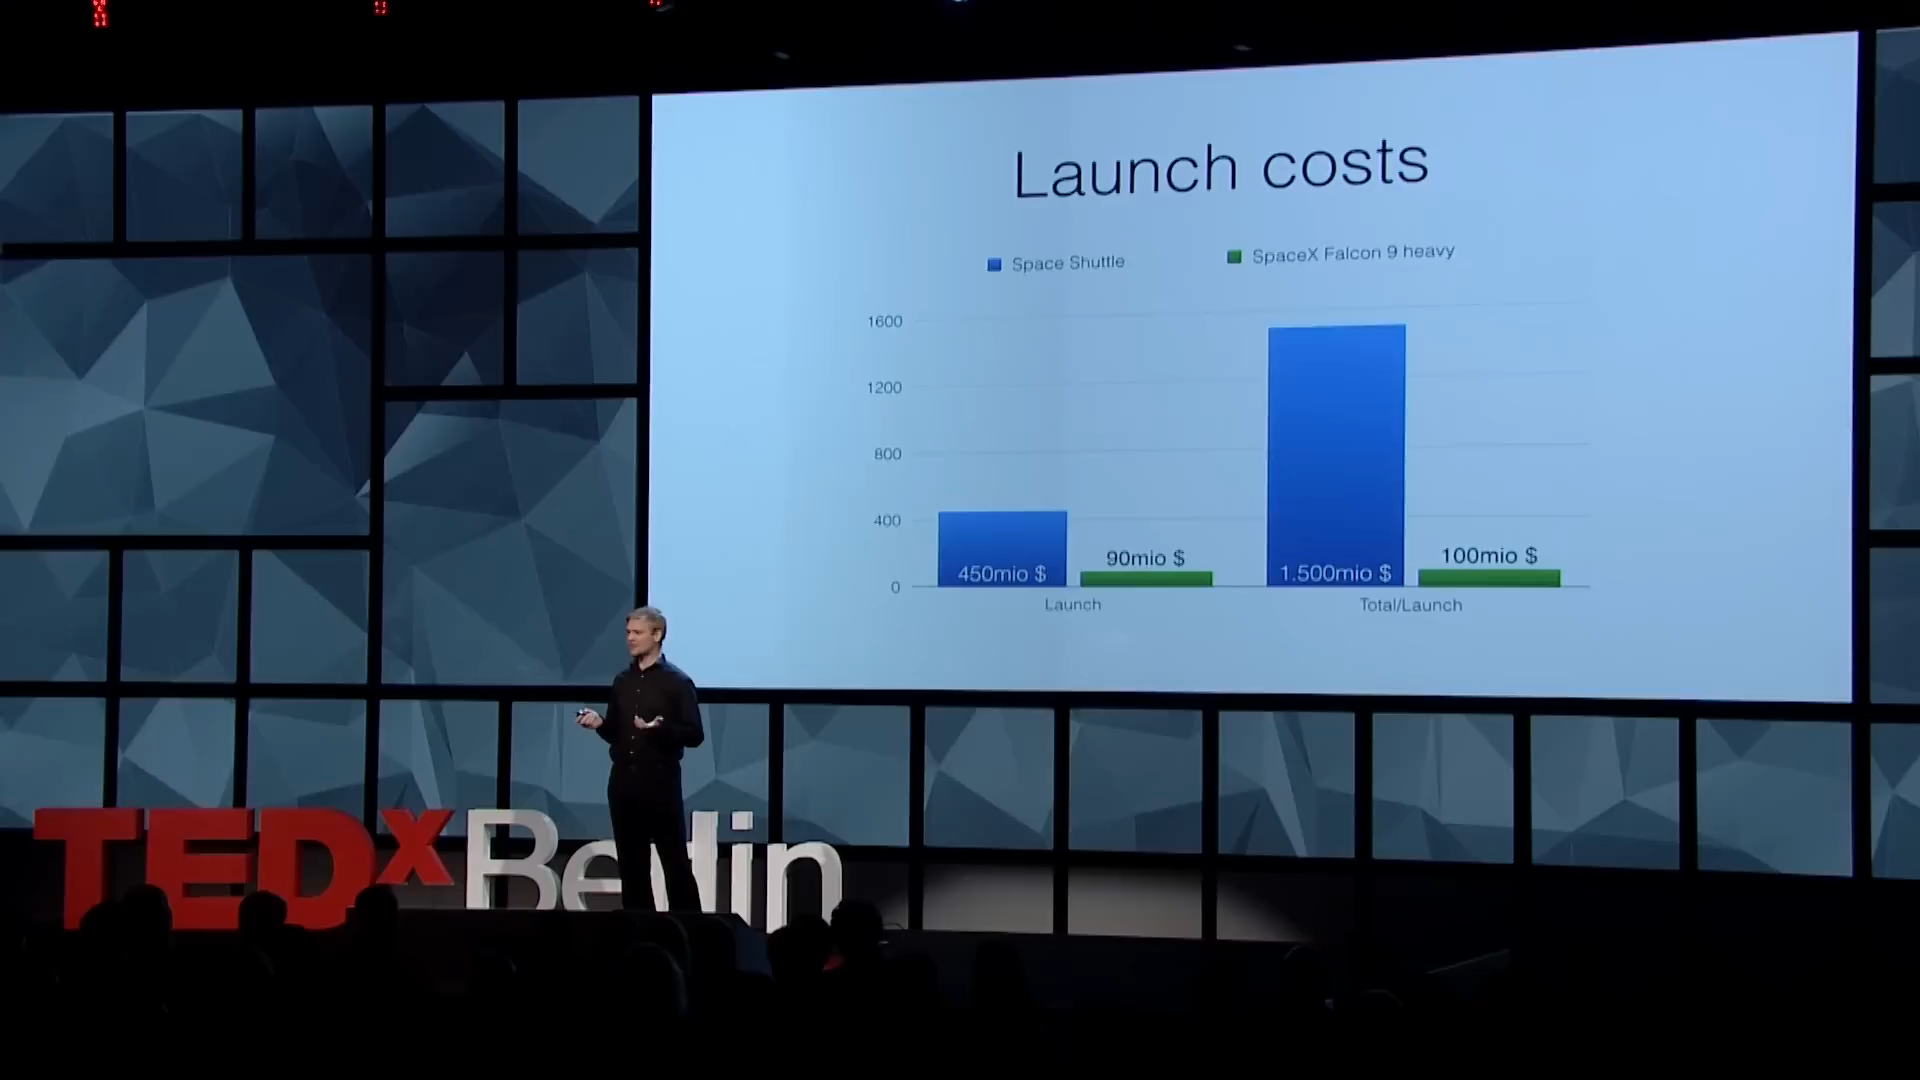 Launch costs
Space Shuttle
SpaceX Falcon 9 heavy
1600
1200
800
400
0
450mio $
90mio $
1.500mio $
100mio $
Launch
Total/Launch
TEDxBerlin